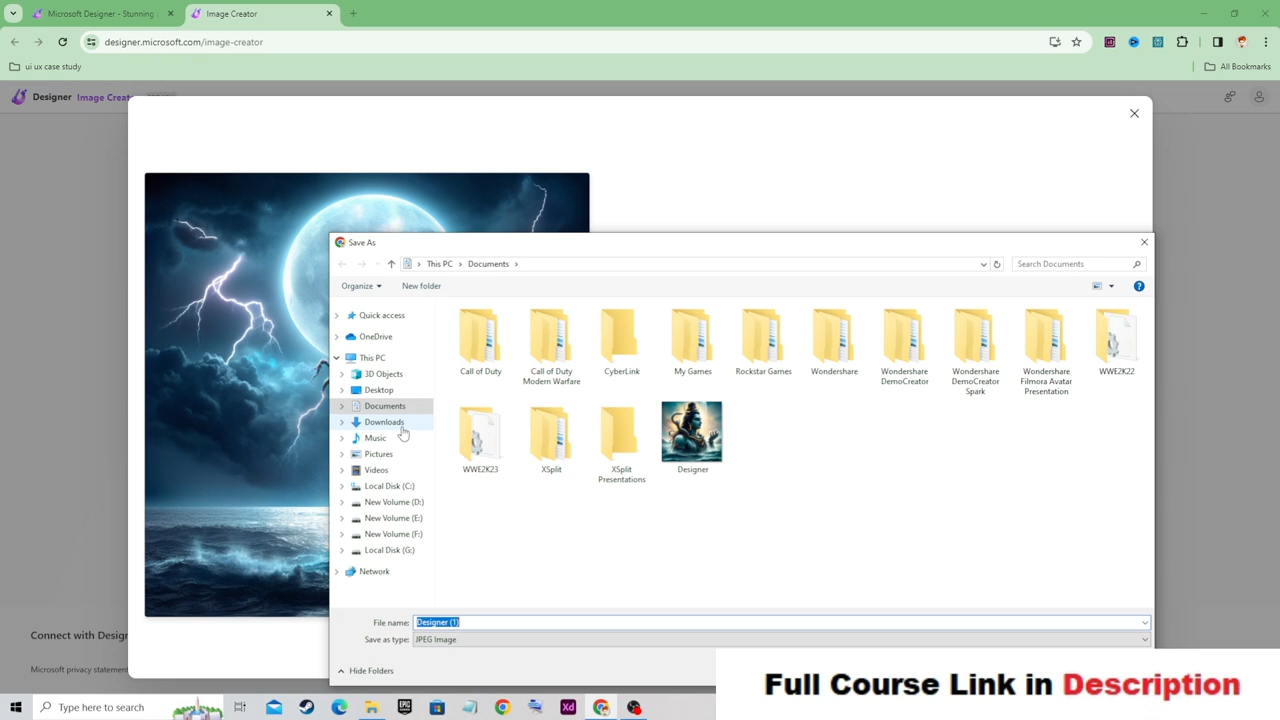 Microsoft Designer - Stunning
Image Creator
designer.microsoft.com/image-creator
ui ux case study
All Bookmarks
Designer
Save As
This PC
Documents
Search Documents
Organize
New folder
Quick access
OneDrive
This PC
3D Objects
Desktop
Documents
Downloads
Music
Pictures
Videos
Local Disk (C:)
New Volume (D:)
New Volume (E:)
New Volume (F:)
Local Disk (G:)
Network
Call of Duty
Call of Duty
Modern Warfare
CyberLink
My Games
Rockstar Games
Wondershare
Wondershare
DemoCreator
Wondershare
DemoCreator
Spark
Wondershare
Filmora Avatar
Presentation
WWE2K22
WWE2K23
XSplit
XSplit
Presentations
Designer
File name:
Designer (1)
Save as type:
JPEG Image
Hide Folders
Connect with
Microsoft privacy statement
Full Course Link in Description
Type here to search
Xd